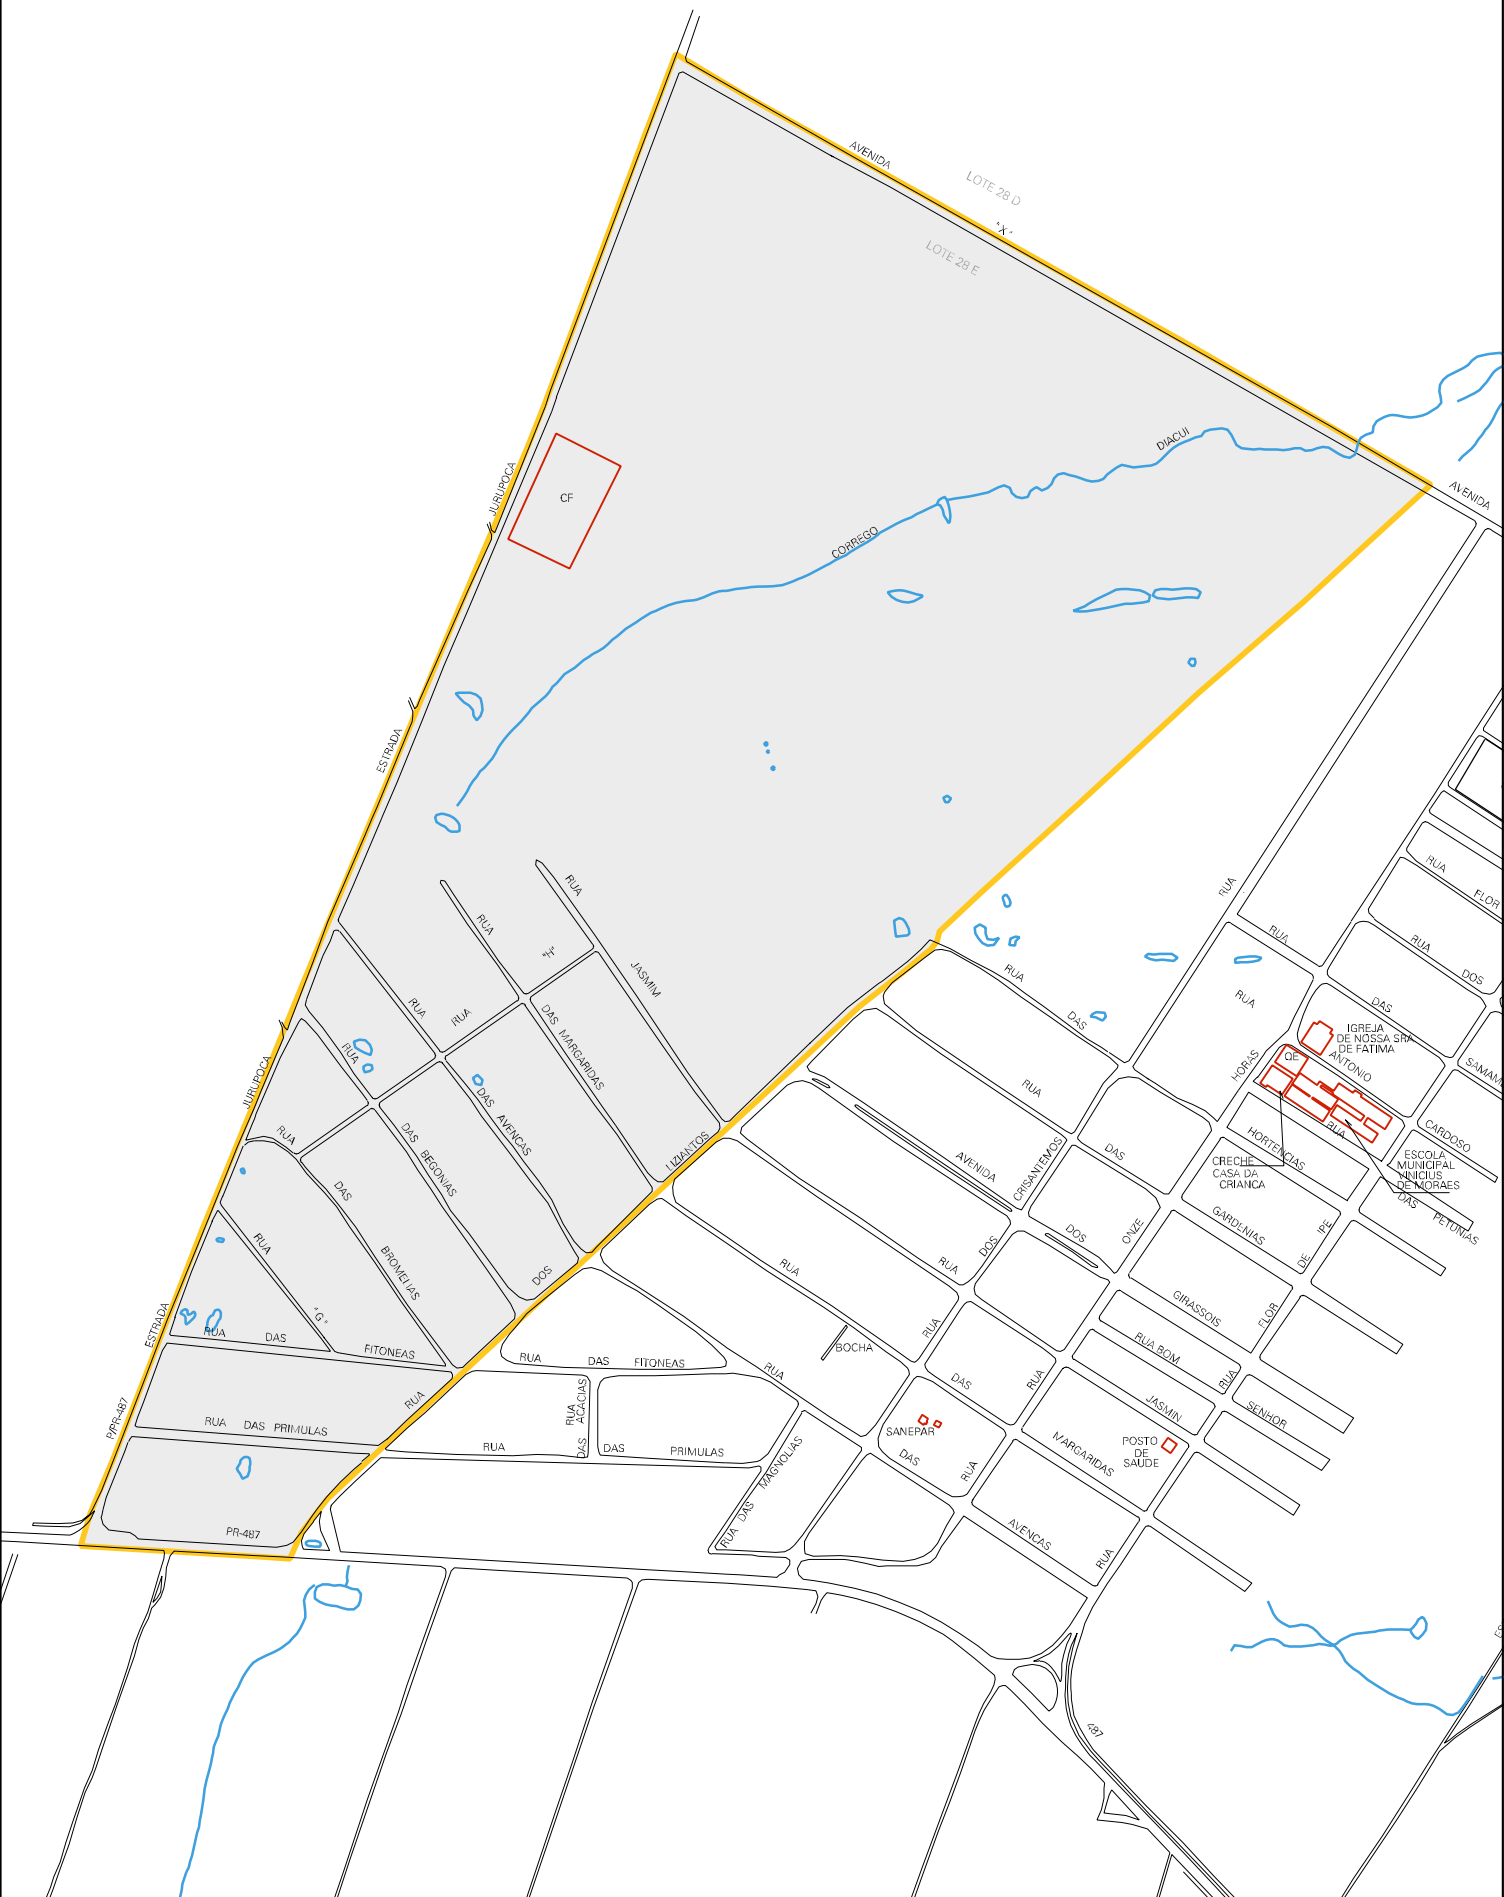 AVENIDA
LOTE 28 D
"X"
LOTE 28 E
DIACUI
AVENIDA
JURUPOCA
CF
CORREGO
ESTRADA
RUA
RUA
RUA
FLOR
RUA
"H"
JASMIM
RUA
RUA
DOS
RUA
DAS
RUA
DAS
RUA
RUA
DAS MARGARIDAS
IGREJA
DE NOSSA SRA
DE FATIMA
QE
ANTONIO
HORAS
SAMAM
JURUPOCA
RUA
DAS AVENCAS
RUA
RUA
CARDOSO
RUA
DAS BEGONIAS
LIZIANTOS
AVENIDA
CRISANTEMOS
DAS
HORTENCIAS
CRECHE
CASA DA
CRIANCA
ESCOLA
MUNICIPAL
VINICIUS
DE MORAES
DAS
PETUNIAS
DAS
RUA
BROMELIAS
DOS
RUA
RUA
DOS
DOS
ONZE
GARDENIAS
IPE
DE
ESTRADA
"G"
RUA
DAS
FITONEAS
RUA
DAS
FITONEAS
RUA
BOCHA
RUA
GIRASSOIS
FLOR
RUA BOM
RUA
P/PR-487
RUA
RUA
ACACIAS
DAS
DAS
RUA
JASMIN
SENHOR
RUA
DAS PRIMULAS
RUA
DAS
PRIMULAS
MAGNOLIAS
DAS
RUA
SANEPAR
DAS
RUA
MARGARIDAS
POSTO
DE
SAUDE
PR-487
AVENCAS
RUA
487
ES